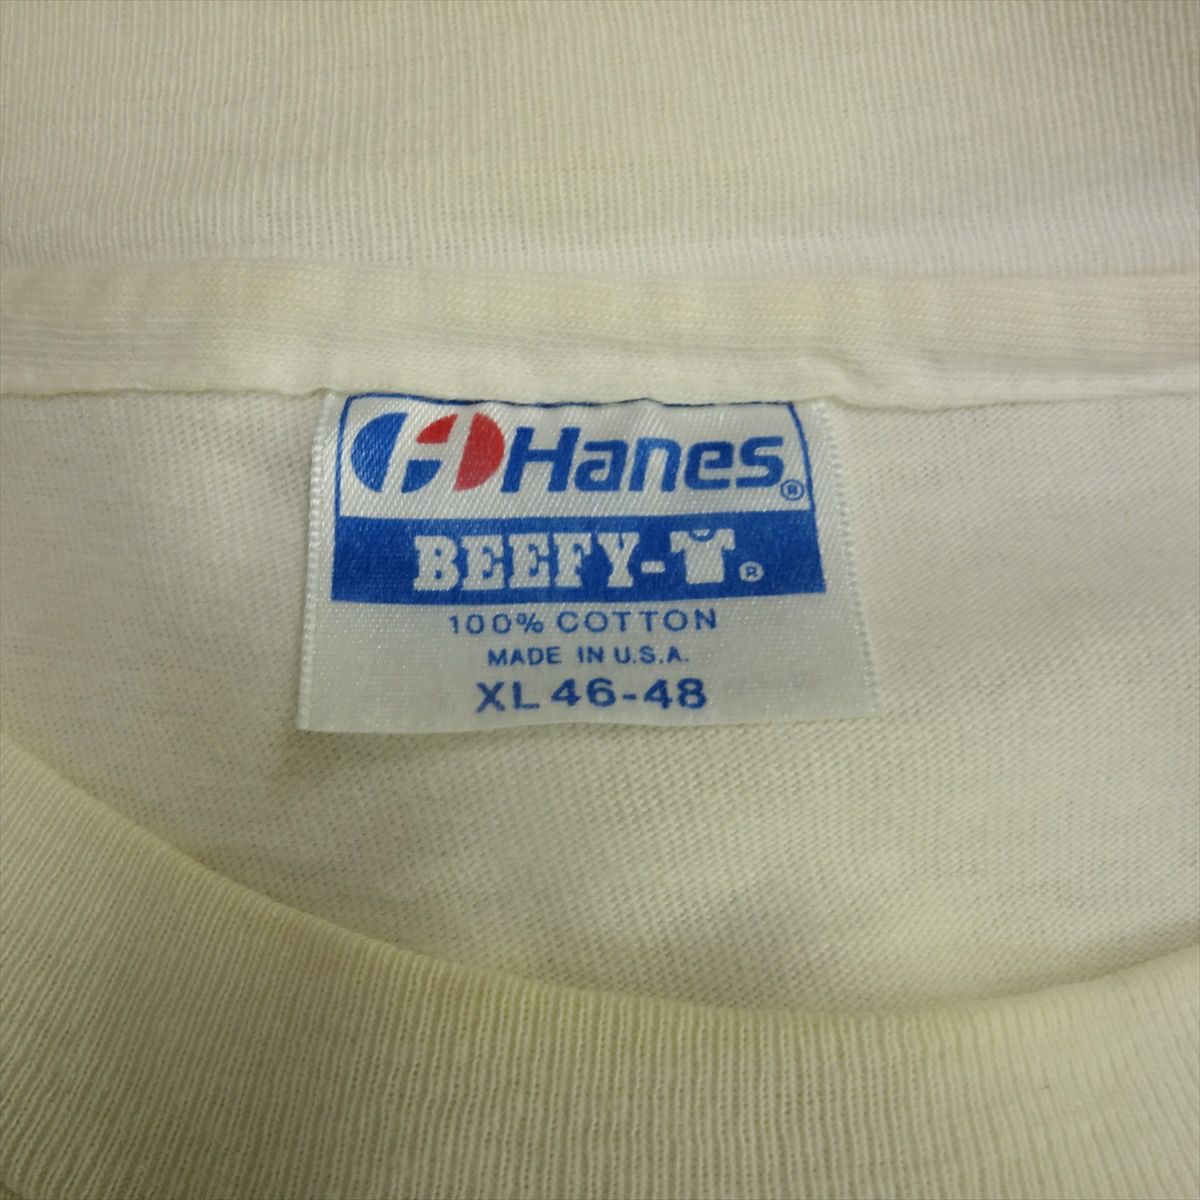 Hanes®
BEEFY-T®
100% COTTON
MADE IN U.S.A.
XL 46-48